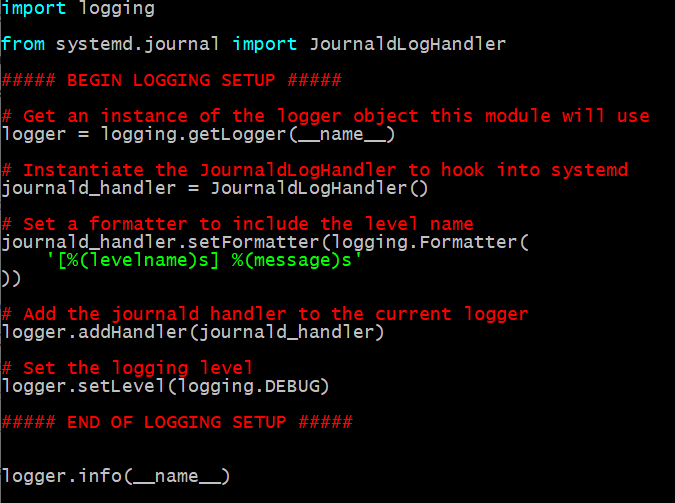 import logging
from systemd.journal import JournaldLogHandler
##### BEGIN LOGGING SETUP #####
# Get an instance of the logger object this module will use
logger = logging.getLogger(__name__)
# Instantiate the JournaldLogHandler to hook into systemd
journald_handler = JournaldLogHandler()
# Set a formatter to include the level name
journald_handler.setFormatter(logging.Formatter(
    '[%(levelname)s] %(message)s'
))
# Add the journald handler to the current logger
logger.addHandler(journald_handler)
# Set the logging level
logger.setLevel(logging.DEBUG)
##### END OF LOGGING SETUP #####
logger.info(__name__)